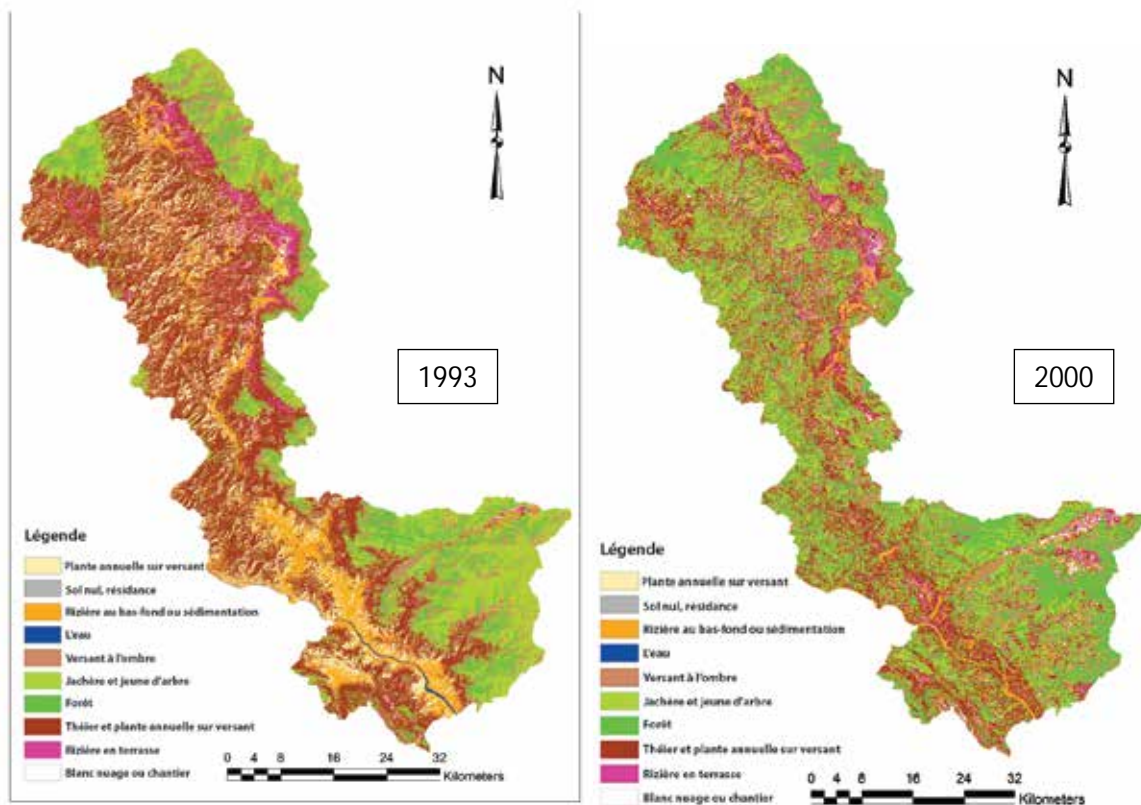 N
1993
Légende
Plante annuelle sur versant
Sol nul, résidance
Rizière au bas-fond ou sédimentation
L'eau
Versant à l'ombre
Jachère et jeune d'arbre
Forêt
Théier et plante annuelle sur versant
Rizière en terrasse
Blanc nuage ou chantier
0 4 8 16 24 32
Kilometers
N
2000
Légende
Plante annuelle sur versant
Sol nul, résidance
Rizière au bas-fond ou sédimentation
L'eau
Versant à l'ombre
Jachère et jeune d'arbre
Forêt
Théier et plante annuelle sur versant
Rizière en terrasse
Blanc nuage ou chantier
0 2 4 8 16 24 32
Kilometers